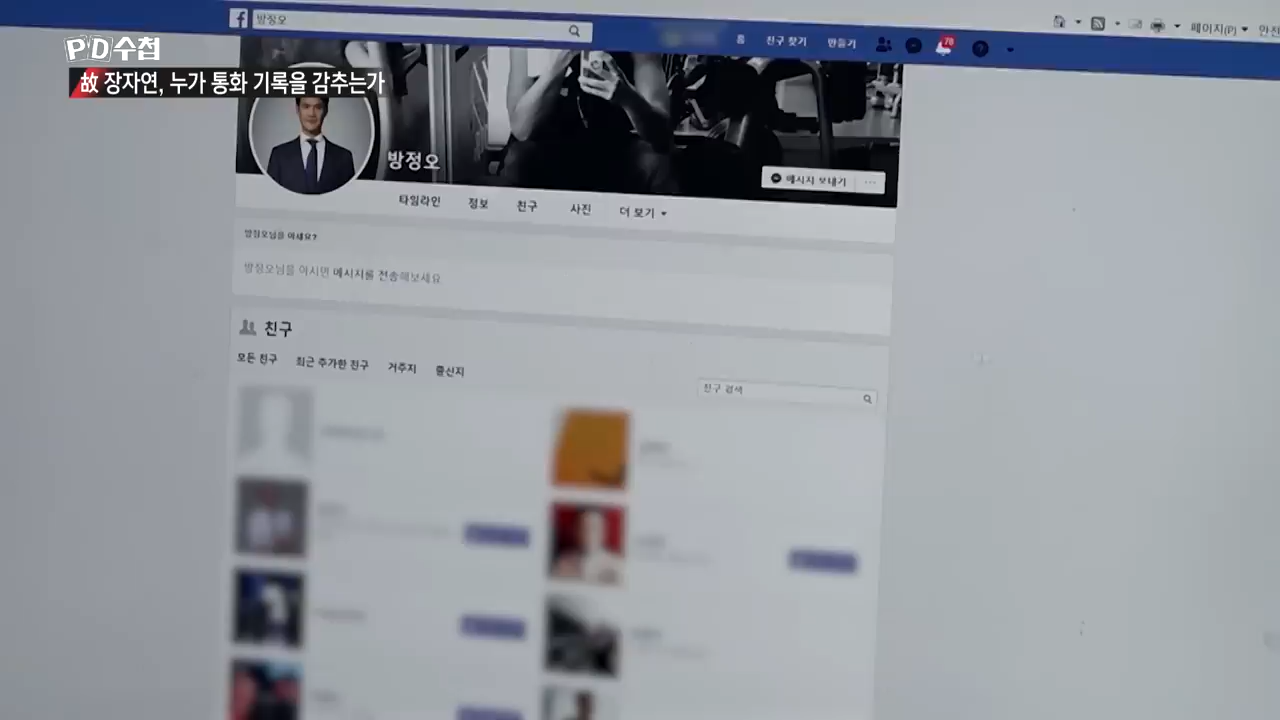 방정오
홈 친구 찾기 만들기
78
페이지(P)
PD수첩
故 장자연, 누가 통화 기록을 감추는가
방정오
메시지 보내기
타임라인 정보 친구 사진 더 보기
방정오님을 아세요?
방정오님을 아시면 메시지를 전송해보세요
친구
모든 친구 최근 추가한 친구 거주지 출신지
친구 검색